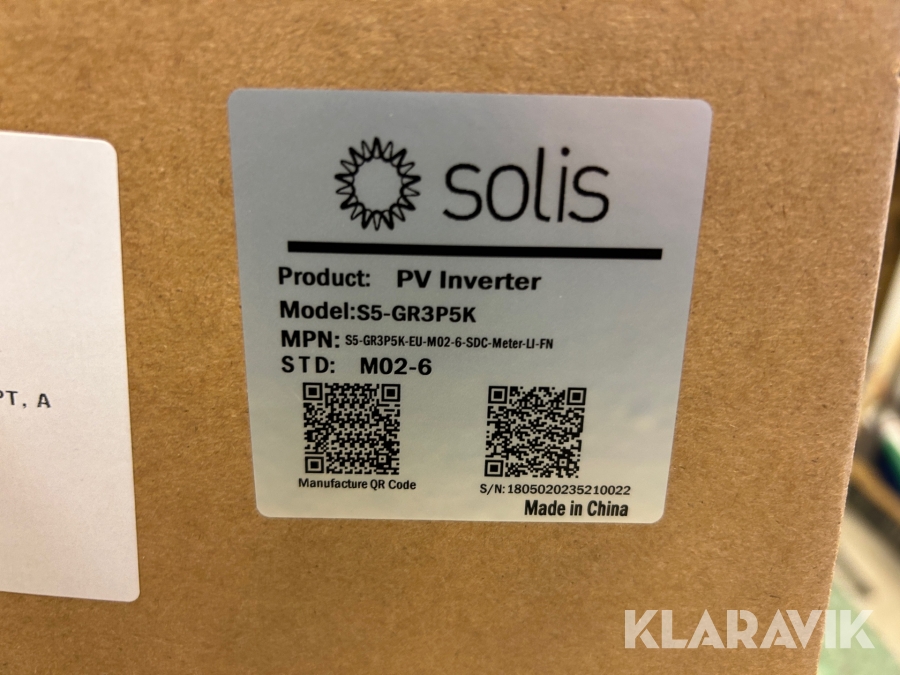 solis
Product: PV Inverter
Model:S5-GR3P5K
MPN: S5-GR3P5K-EU-M02-6-SDC-Meter-LI-FN
STD: M02-6
Manufacture QR Code
S/N:1805020235210022
Made in China
PT, A
KLARAVIK